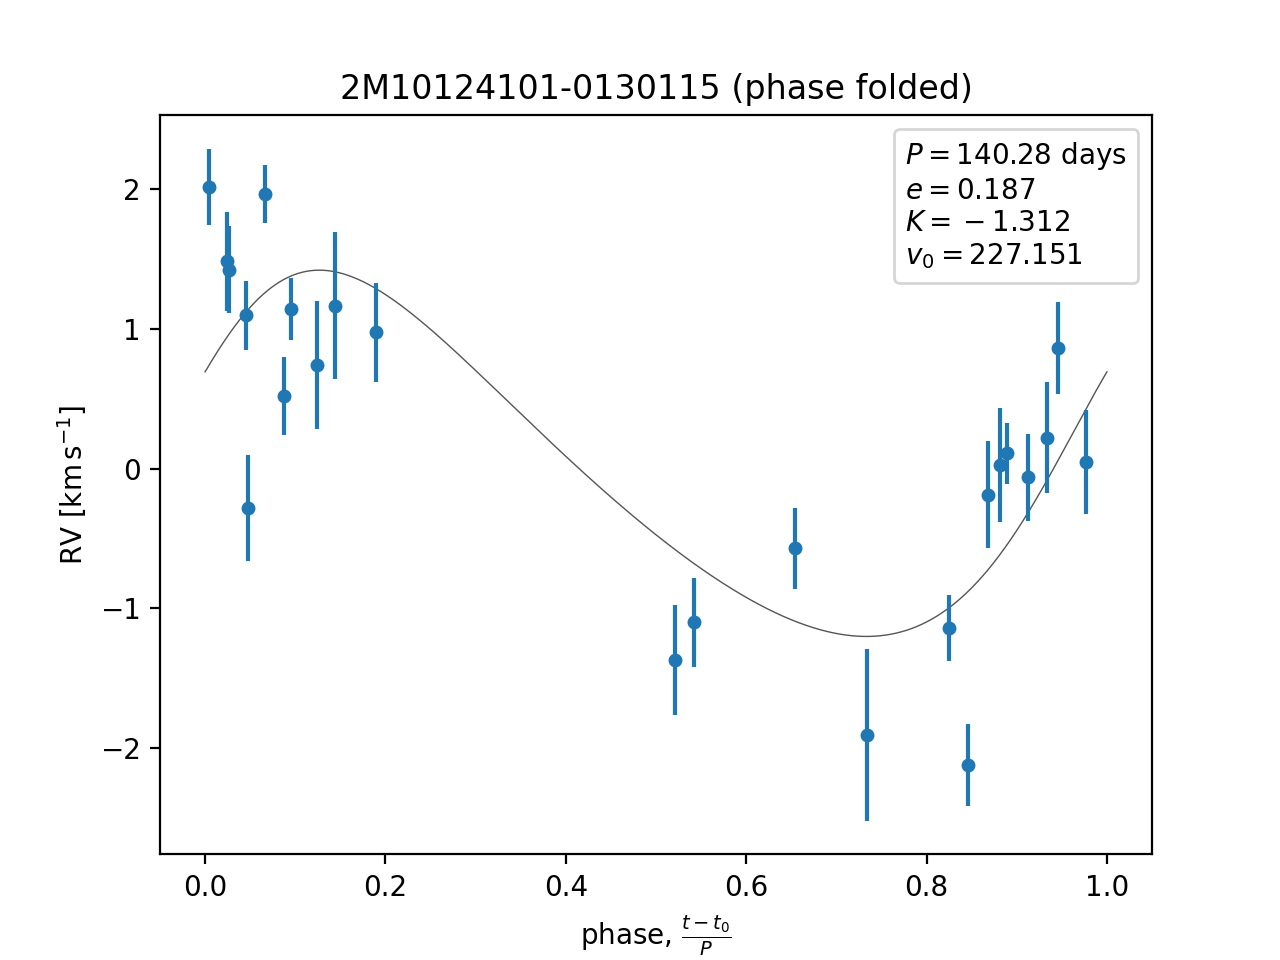 2M10124101-0130115 (phase folded)
P = 140.28 days
e = 0.187
K = −1.312
v₀ = 227.151
RV [km s⁻¹]
2
1
0
−1
−2
0.0 0.2 0.4 0.6 0.8 1.0
phase, (t − t₀)/P